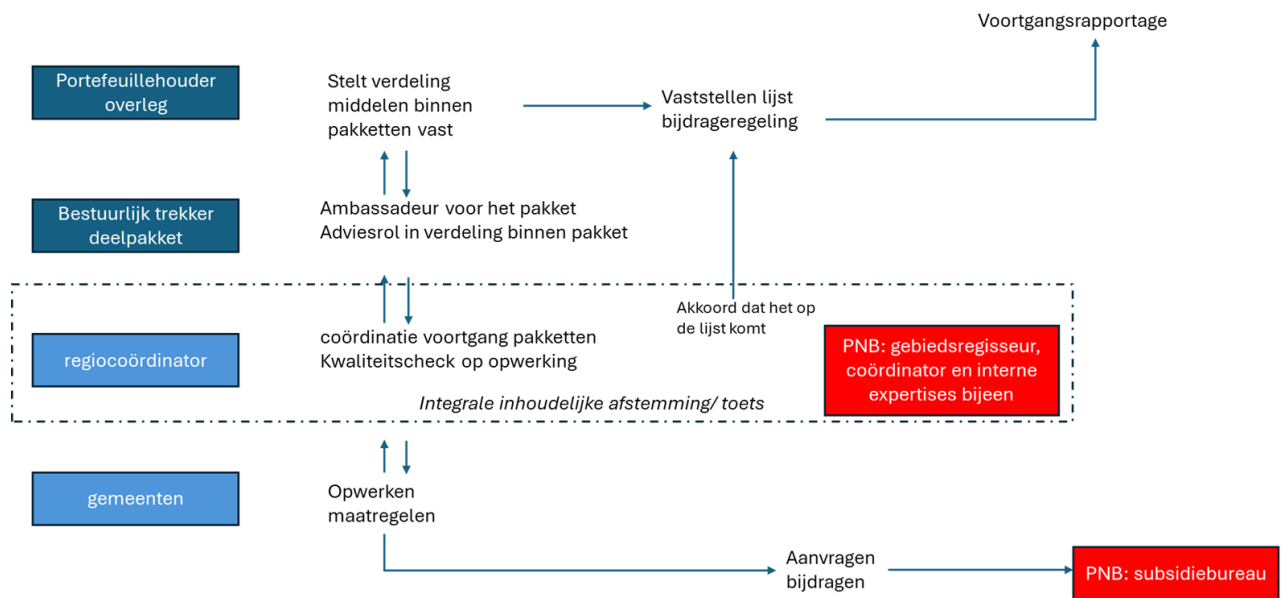 Voortgangsrapportage
Portefeuillehouder
overleg
Stelt verdeling
middelen binnen
pakketten vast
Vaststellen lijst
bijdrageregeling
Bestuurlijk trekker
deelpakket
Ambassadeur voor het pakket
Adviesrol in verdeling binnen pakket
Akkoord dat het op
de lijst komt
regiocoördinator
coördinatie voortgang pakketten
Kwaliteitscheck op opwerking
PNB: gebiedsregisseur,
coördinator en interne
expertises bijeen
Integrale inhoudelijke afstemming/ toets
gemeenten
Opwerken
maatregelen
Aanvragen
bijdragen
PNB: subsidiebureau